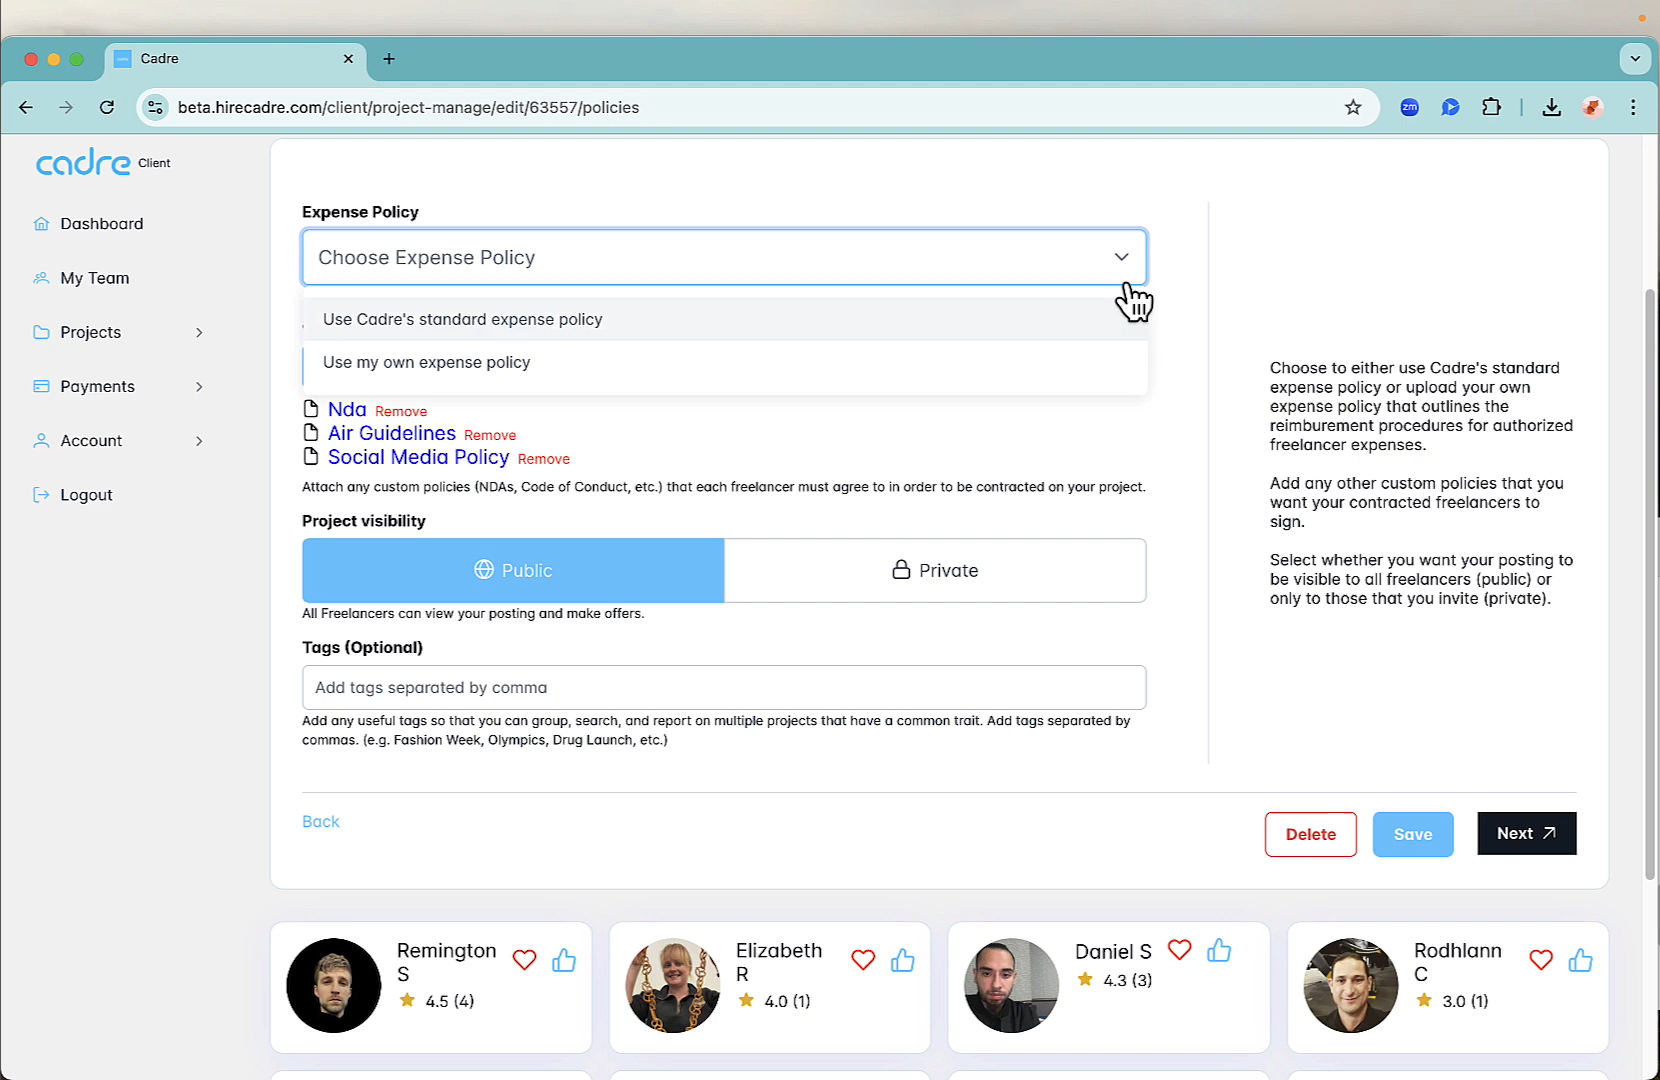 Cadre
beta.hirecadre.com/client/project-manage/edit/63557/policies
zm
cadre Client
Dashboard
My Team
Projects
Payments
Account
Logout
Expense Policy
Choose Expense Policy
Use Cadre's standard expense policy
Use my own expense policy
Nda Remove
Air Guidelines Remove
Social Media Policy Remove
Attach any custom policies (NDAs, Code of Conduct, etc.) that each freelancer must agree to in order to be contracted on your project.
Project visibility
Public
Private
All Freelancers can view your posting and make offers.
Tags (Optional)
Add tags separated by comma
Add any useful tags so that you can group, search, and report on multiple projects that have a common trait. Add tags separated by
commas. (e.g. Fashion Week, Olympics, Drug Launch, etc.)
Choose to either use Cadre's standard
expense policy or upload your own
expense policy that outlines the
reimburement procedures for authorized
freelancer expenses.
Add any other custom policies that you
want your contracted freelancers to
sign.
Select whether you want your posting to
be visible to all freelancers (public) or
only to those that you invite (private).
Back
Delete
Save
Next
Remington
S
4.5 (4)
Elizabeth
R
4.0 (1)
Daniel S
4.3 (3)
Rodhlann
C
3.0 (1)